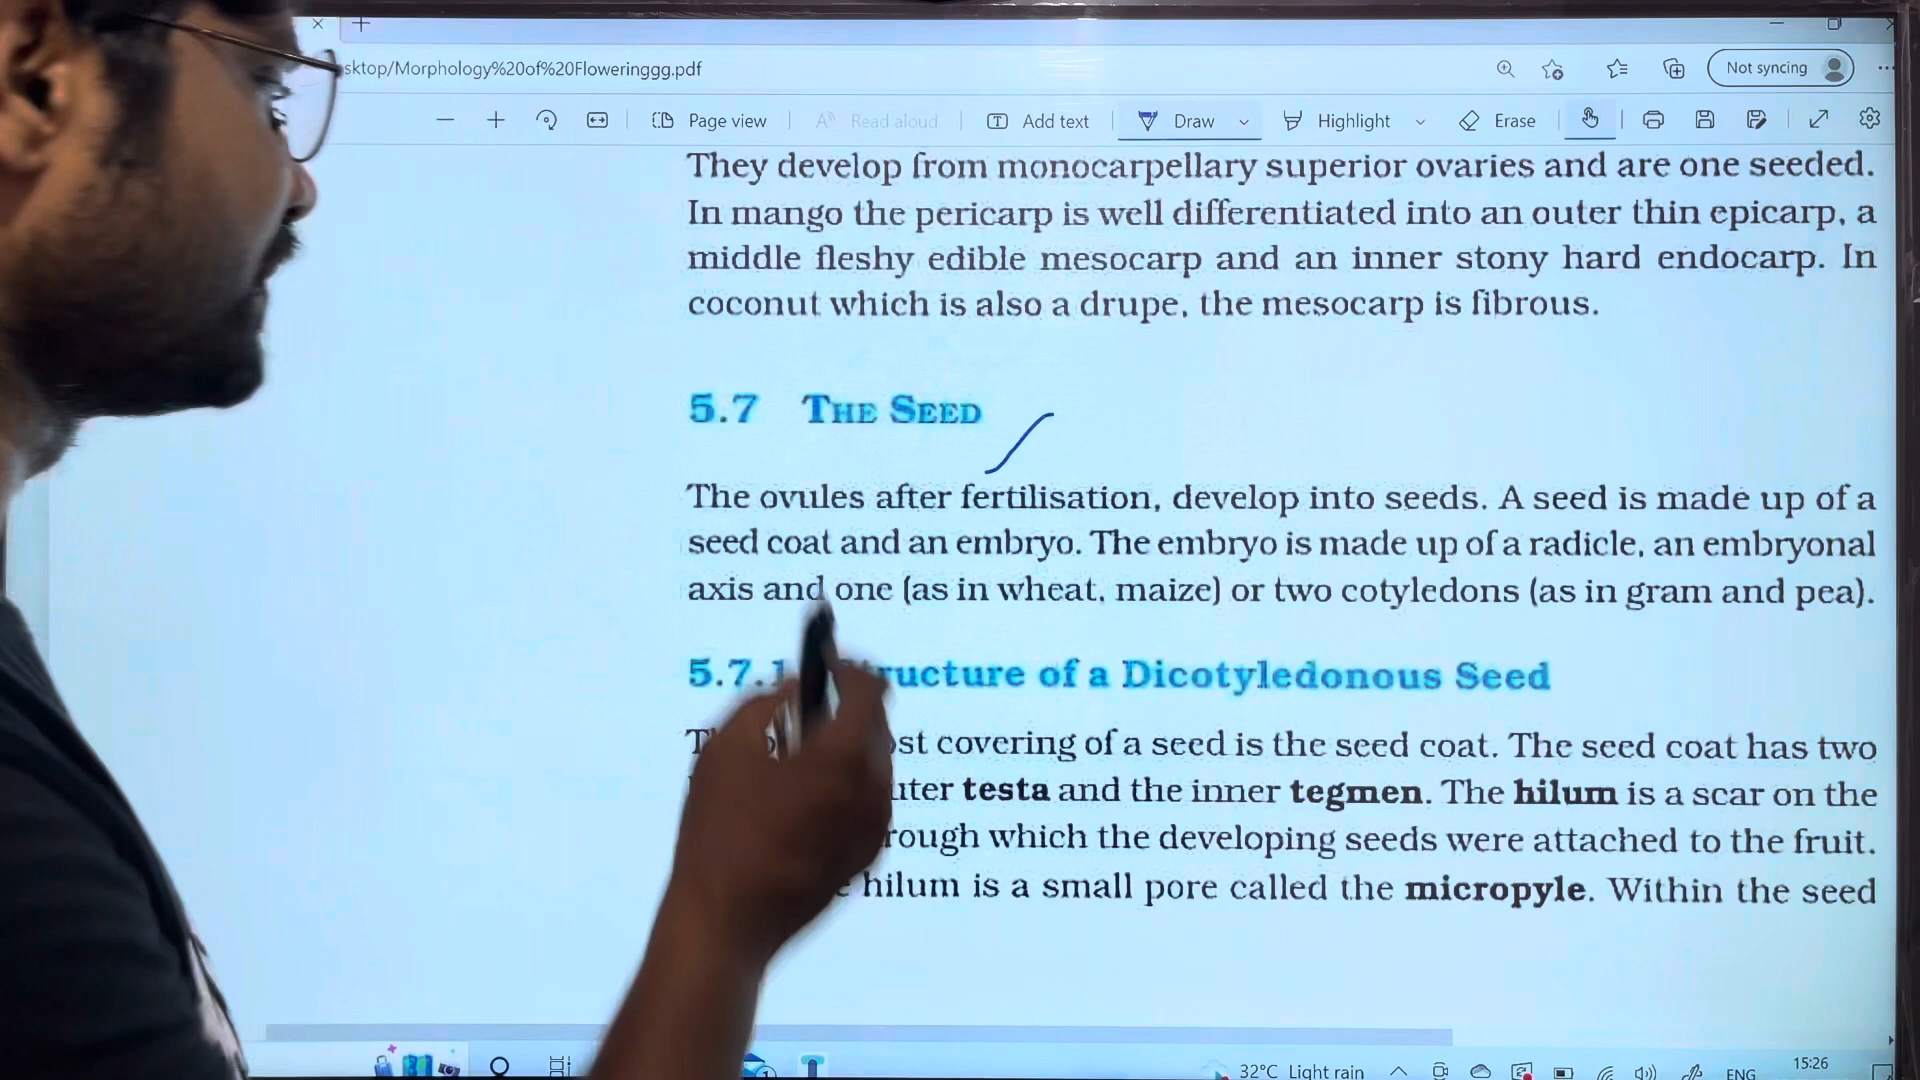 sktop/Morphology%20of%20Floweringgg.pdf
Not syncing
Page view
Read aloud
Add text
Draw
Highlight
Erase
They develop from monocarpellary superior ovaries and are one seeded.
In mango the pericarp is well differentiated into an outer thin epicarp, a
middle fleshy edible mesocarp and an inner stony hard endocarp. In
coconut which is also a drupe, the mesocarp is fibrous.
5.7 THE SEED
The ovules after fertilisation, develop into seeds. A seed is made up of a
seed coat and an embryo. The embryo is made up of a radicle, an embryonal
axis and one (as in wheat, maize) or two cotyledons (as in gram and pea).
5.7.1 ructure of a Dicotyledonous Seed
st covering of a seed is the seed coat. The seed coat has two
uter testa and the inner tegmen. The hilum is a scar on the
rough which the developing seeds were attached to the fruit.
hilum is a small pore called the micropyle. Within the seed
32°C Light rain
ENG
15:26